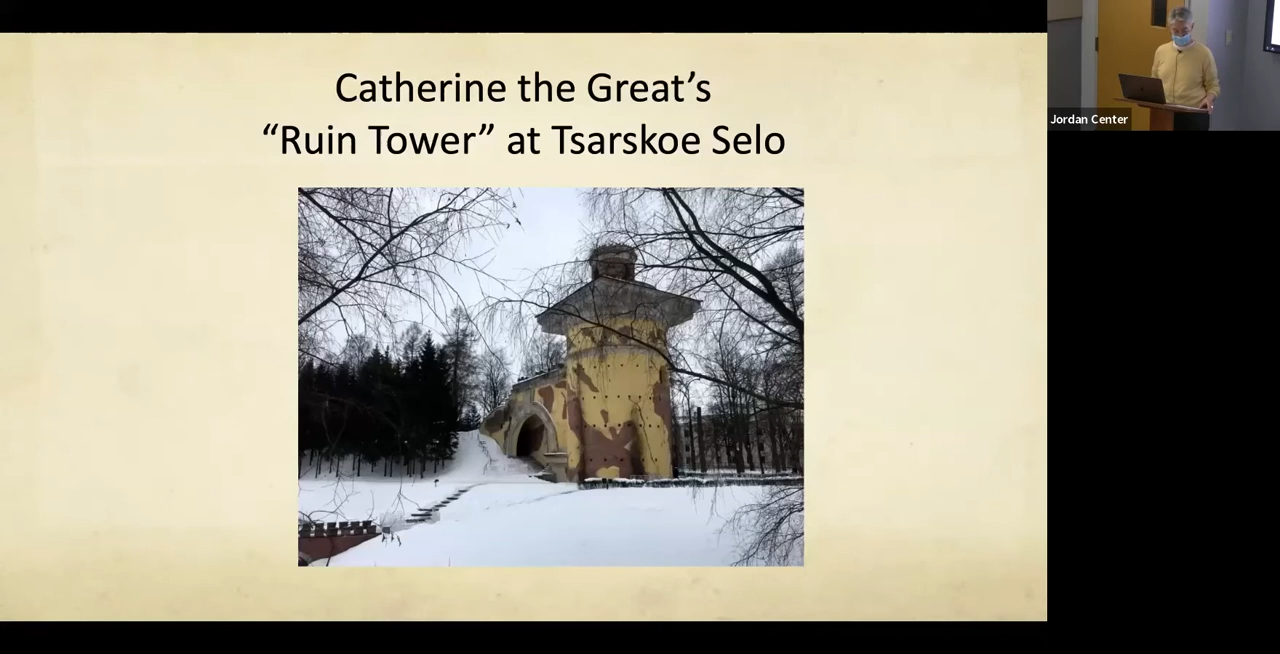 Catherine the Great’s
“Ruin Tower” at Tsarskoe Selo
Jordan Center